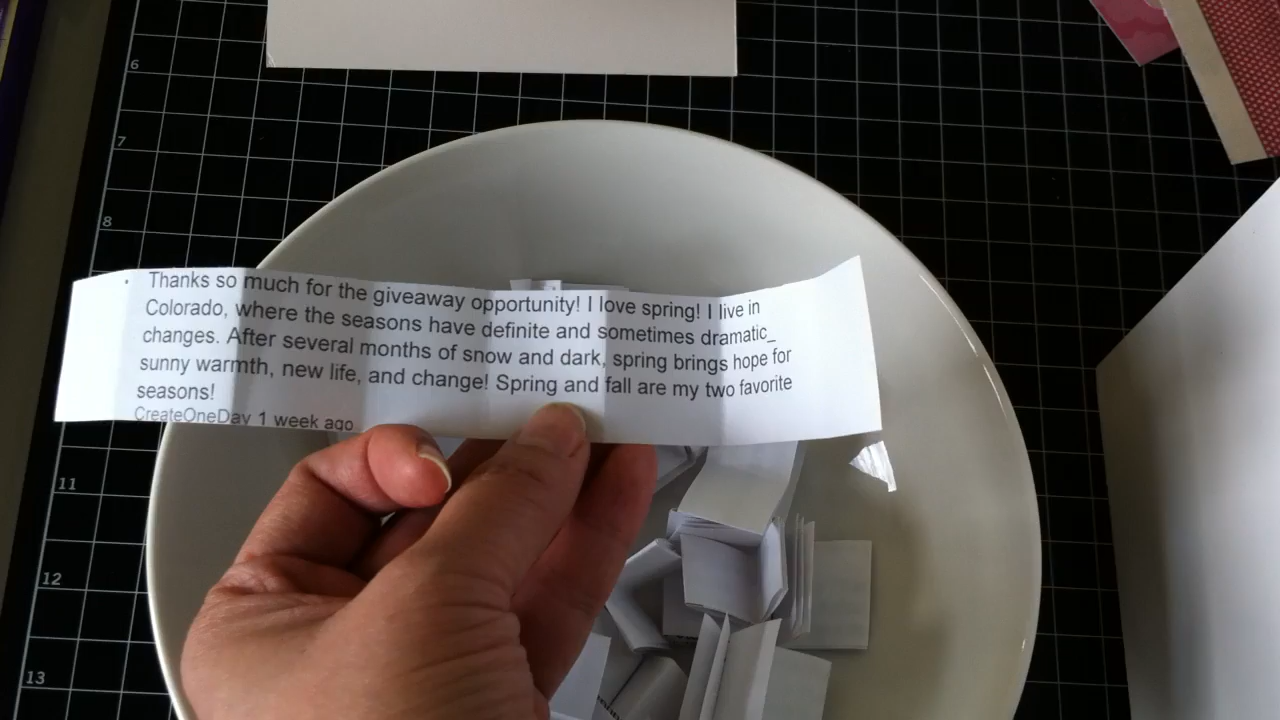 6
7
8
Thanks so much for the giveaway opportunity! I love spring! I live in
Colorado, where the seasons have definite and sometimes dramatic_
changes. After several months of snow and dark, spring brings hope for
sunny warmth, new life, and change! Spring and fall are my two favorite
seasons!
CreateOneDay 1 week ago
11
12
13